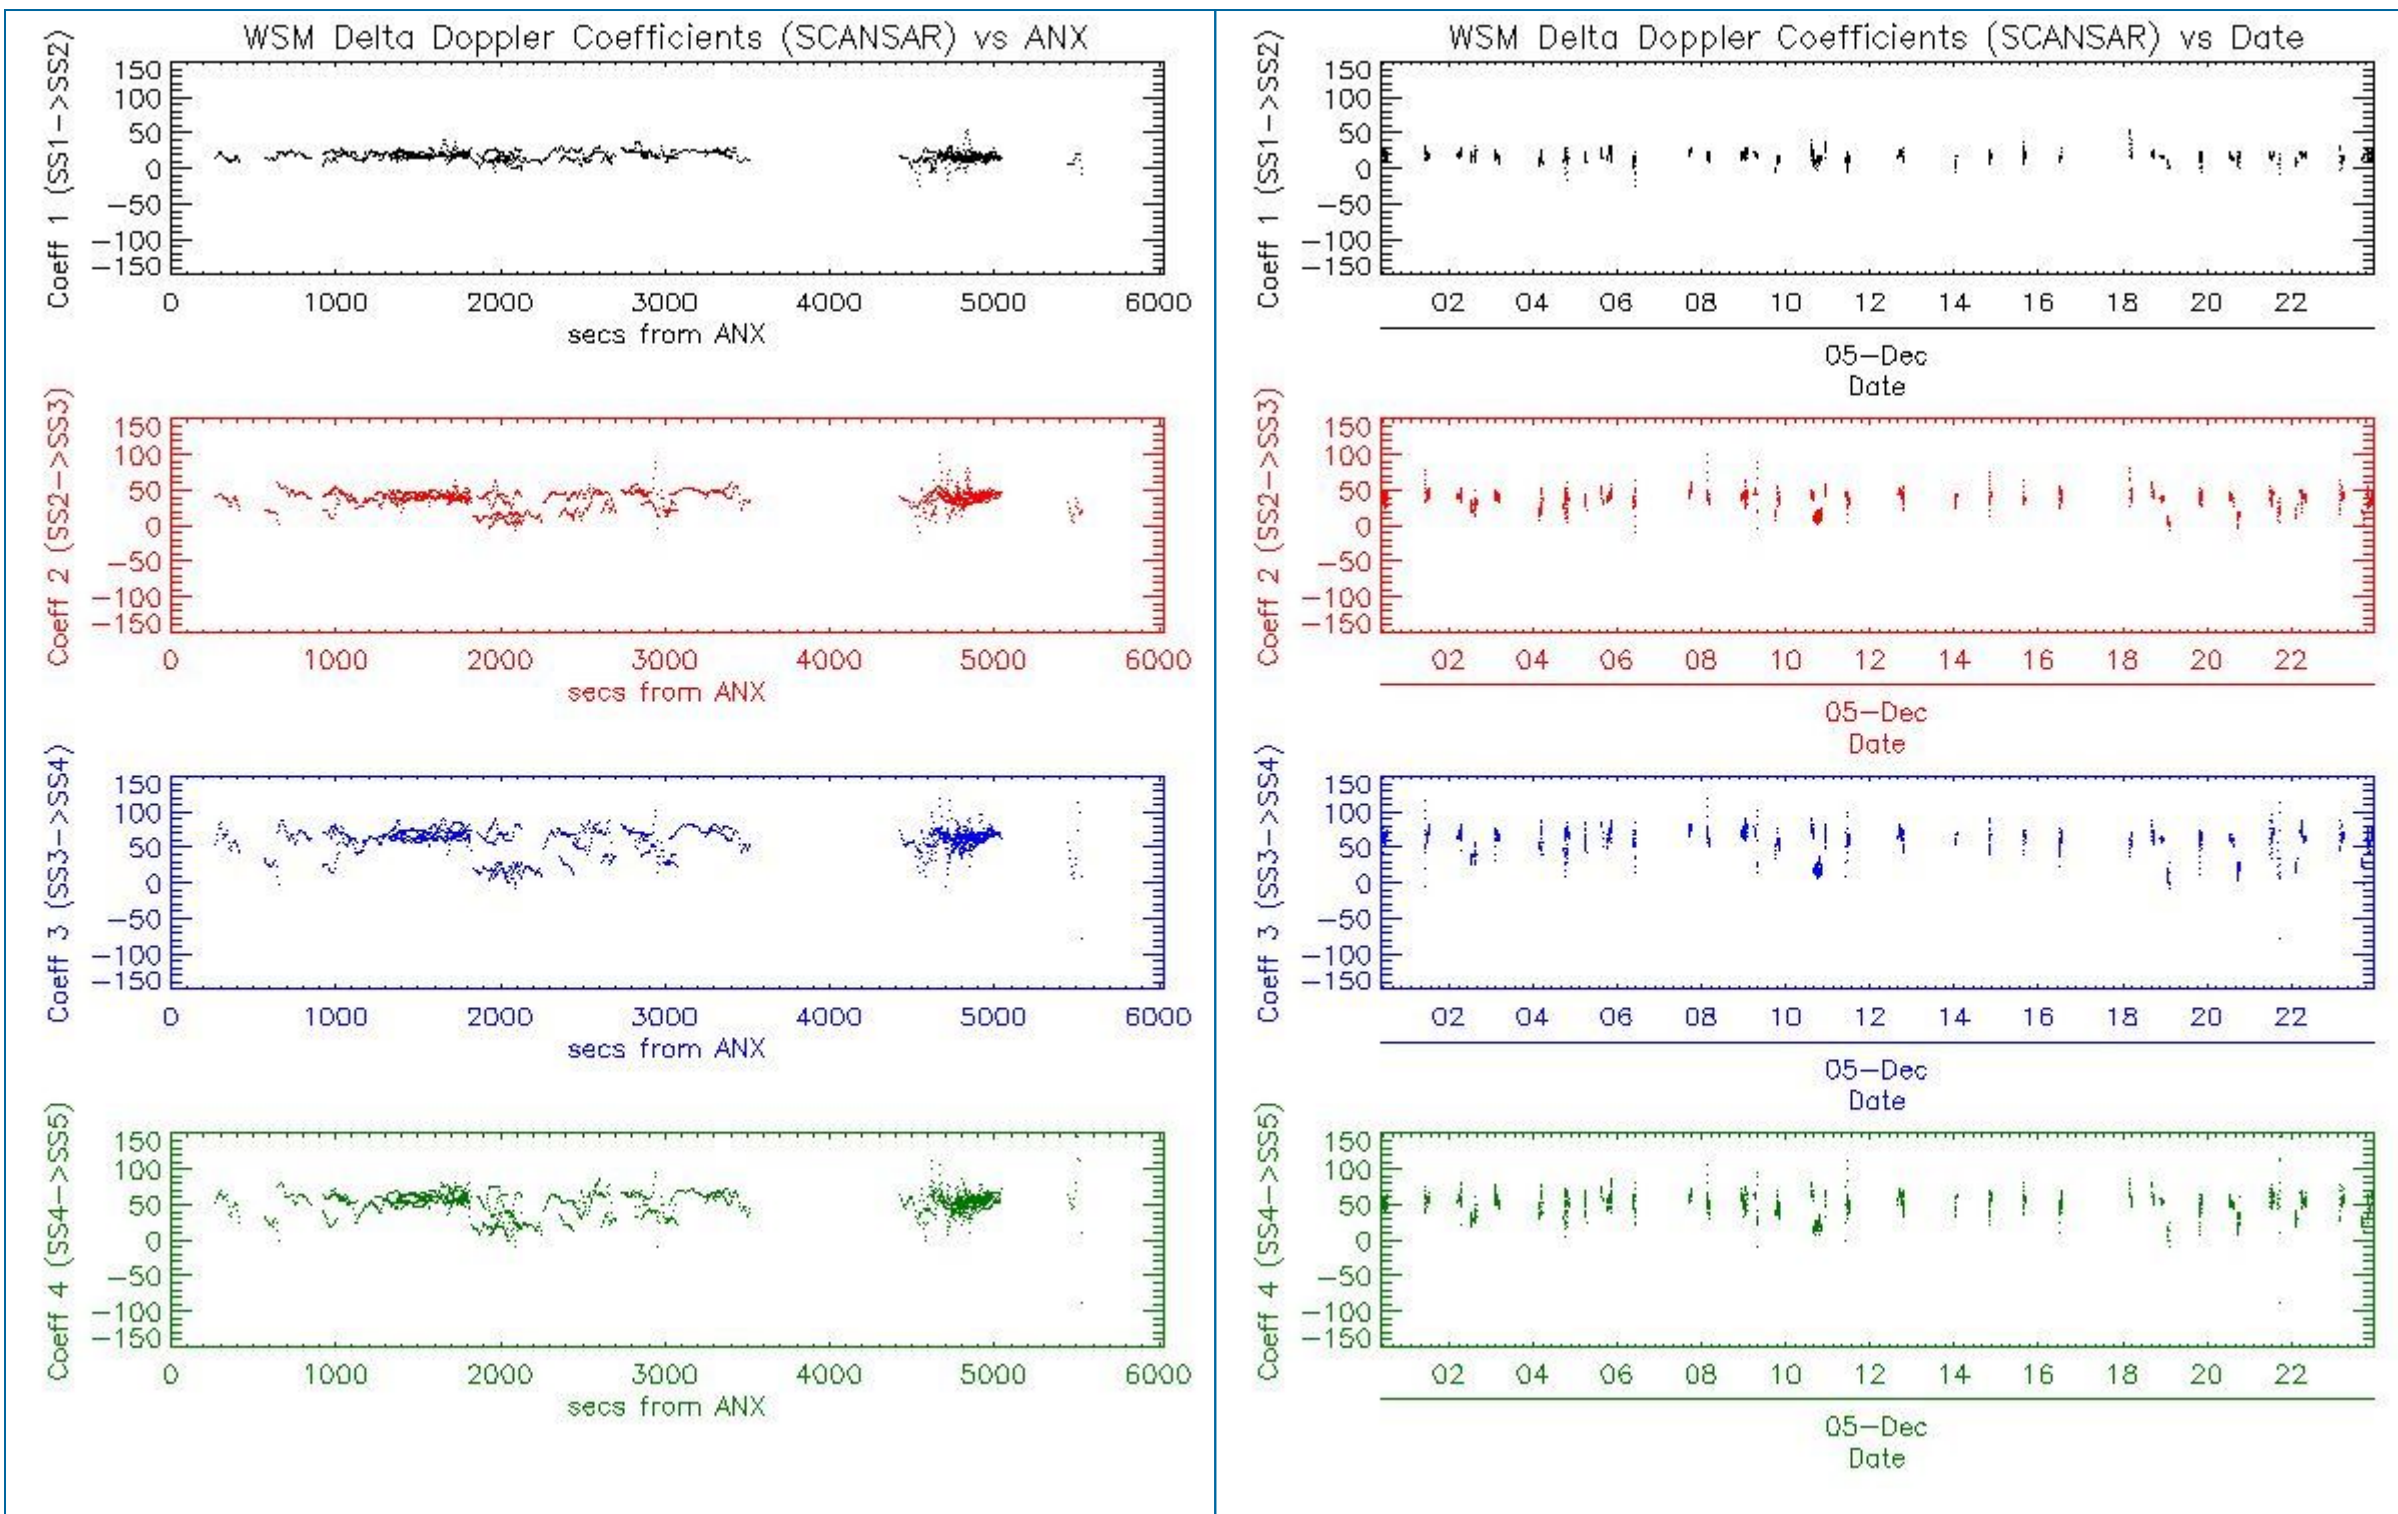 WSM Delta Doppler Coefficients (SCANSAR) vs ANX
Coeff 1 (SS1->SS2)
150
100
50
0
-50
-100
-150
0 1000 2000 3000 4000 5000 6000
secs from ANX
Coeff 2 (SS2->SS3)
150
100
50
0
-50
-100
-150
0 1000 2000 3000 4000 5000 6000
secs from ANX
Coeff 3 (SS3->SS4)
150
100
50
0
-50
-100
-150
0 1000 2000 3000 4000 5000 6000
secs from ANX
Coeff 4 (SS4->SS5)
150
100
50
0
-50
-100
-150
0 1000 2000 3000 4000 5000 6000
secs from ANX
WSM Delta Doppler Coefficients (SCANSAR) vs Date
Coeff 1 (SS1->SS2)
150
100
50
0
-50
-100
-150
02 04 06 08 10 12 14 16 18 20 22
05-Dec
Date
Coeff 2 (SS2->SS3)
150
100
50
0
-50
-100
-150
02 04 06 08 10 12 14 16 18 20 22
05-Dec
Date
Coeff 3 (SS3->SS4)
150
100
50
0
-50
-100
-150
02 04 06 08 10 12 14 16 18 20 22
05-Dec
Date
Coeff 4 (SS4->SS5)
150
100
50
0
-50
-100
-150
02 04 06 08 10 12 14 16 18 20 22
05-Dec
Date